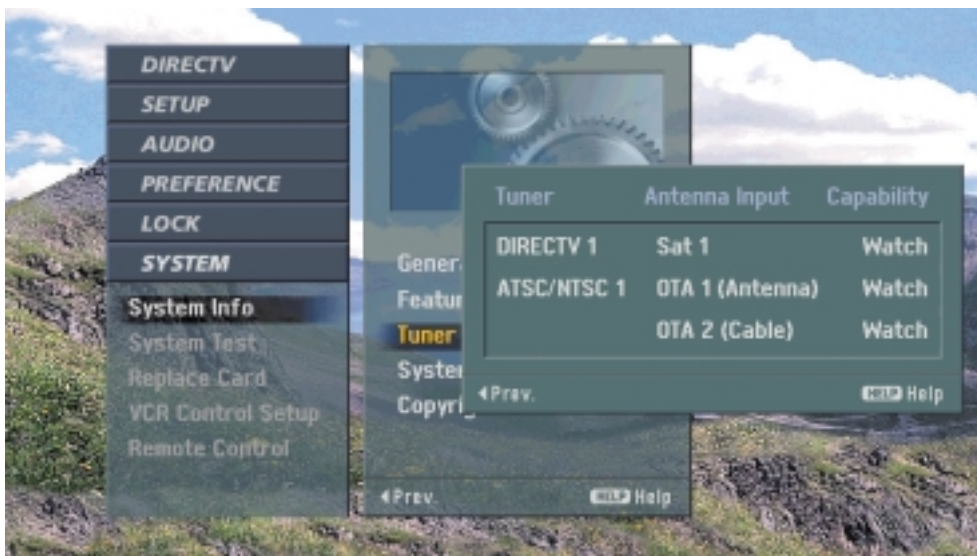 DIRECTV
SETUP
AUDIO
PREFERENCE
LOCK
SYSTEM
System Info
System Test
Replace Card
VCR Control Setup
Remote Control
Tuner
Prev.
HELP Help
Tuner Antenna Input Capability
DIRECTV 1 Sat 1 Watch
ATSC/NTSC 1 OTA 1 (Antenna) Watch
OTA 2 (Cable) Watch
Prev. HELP Help